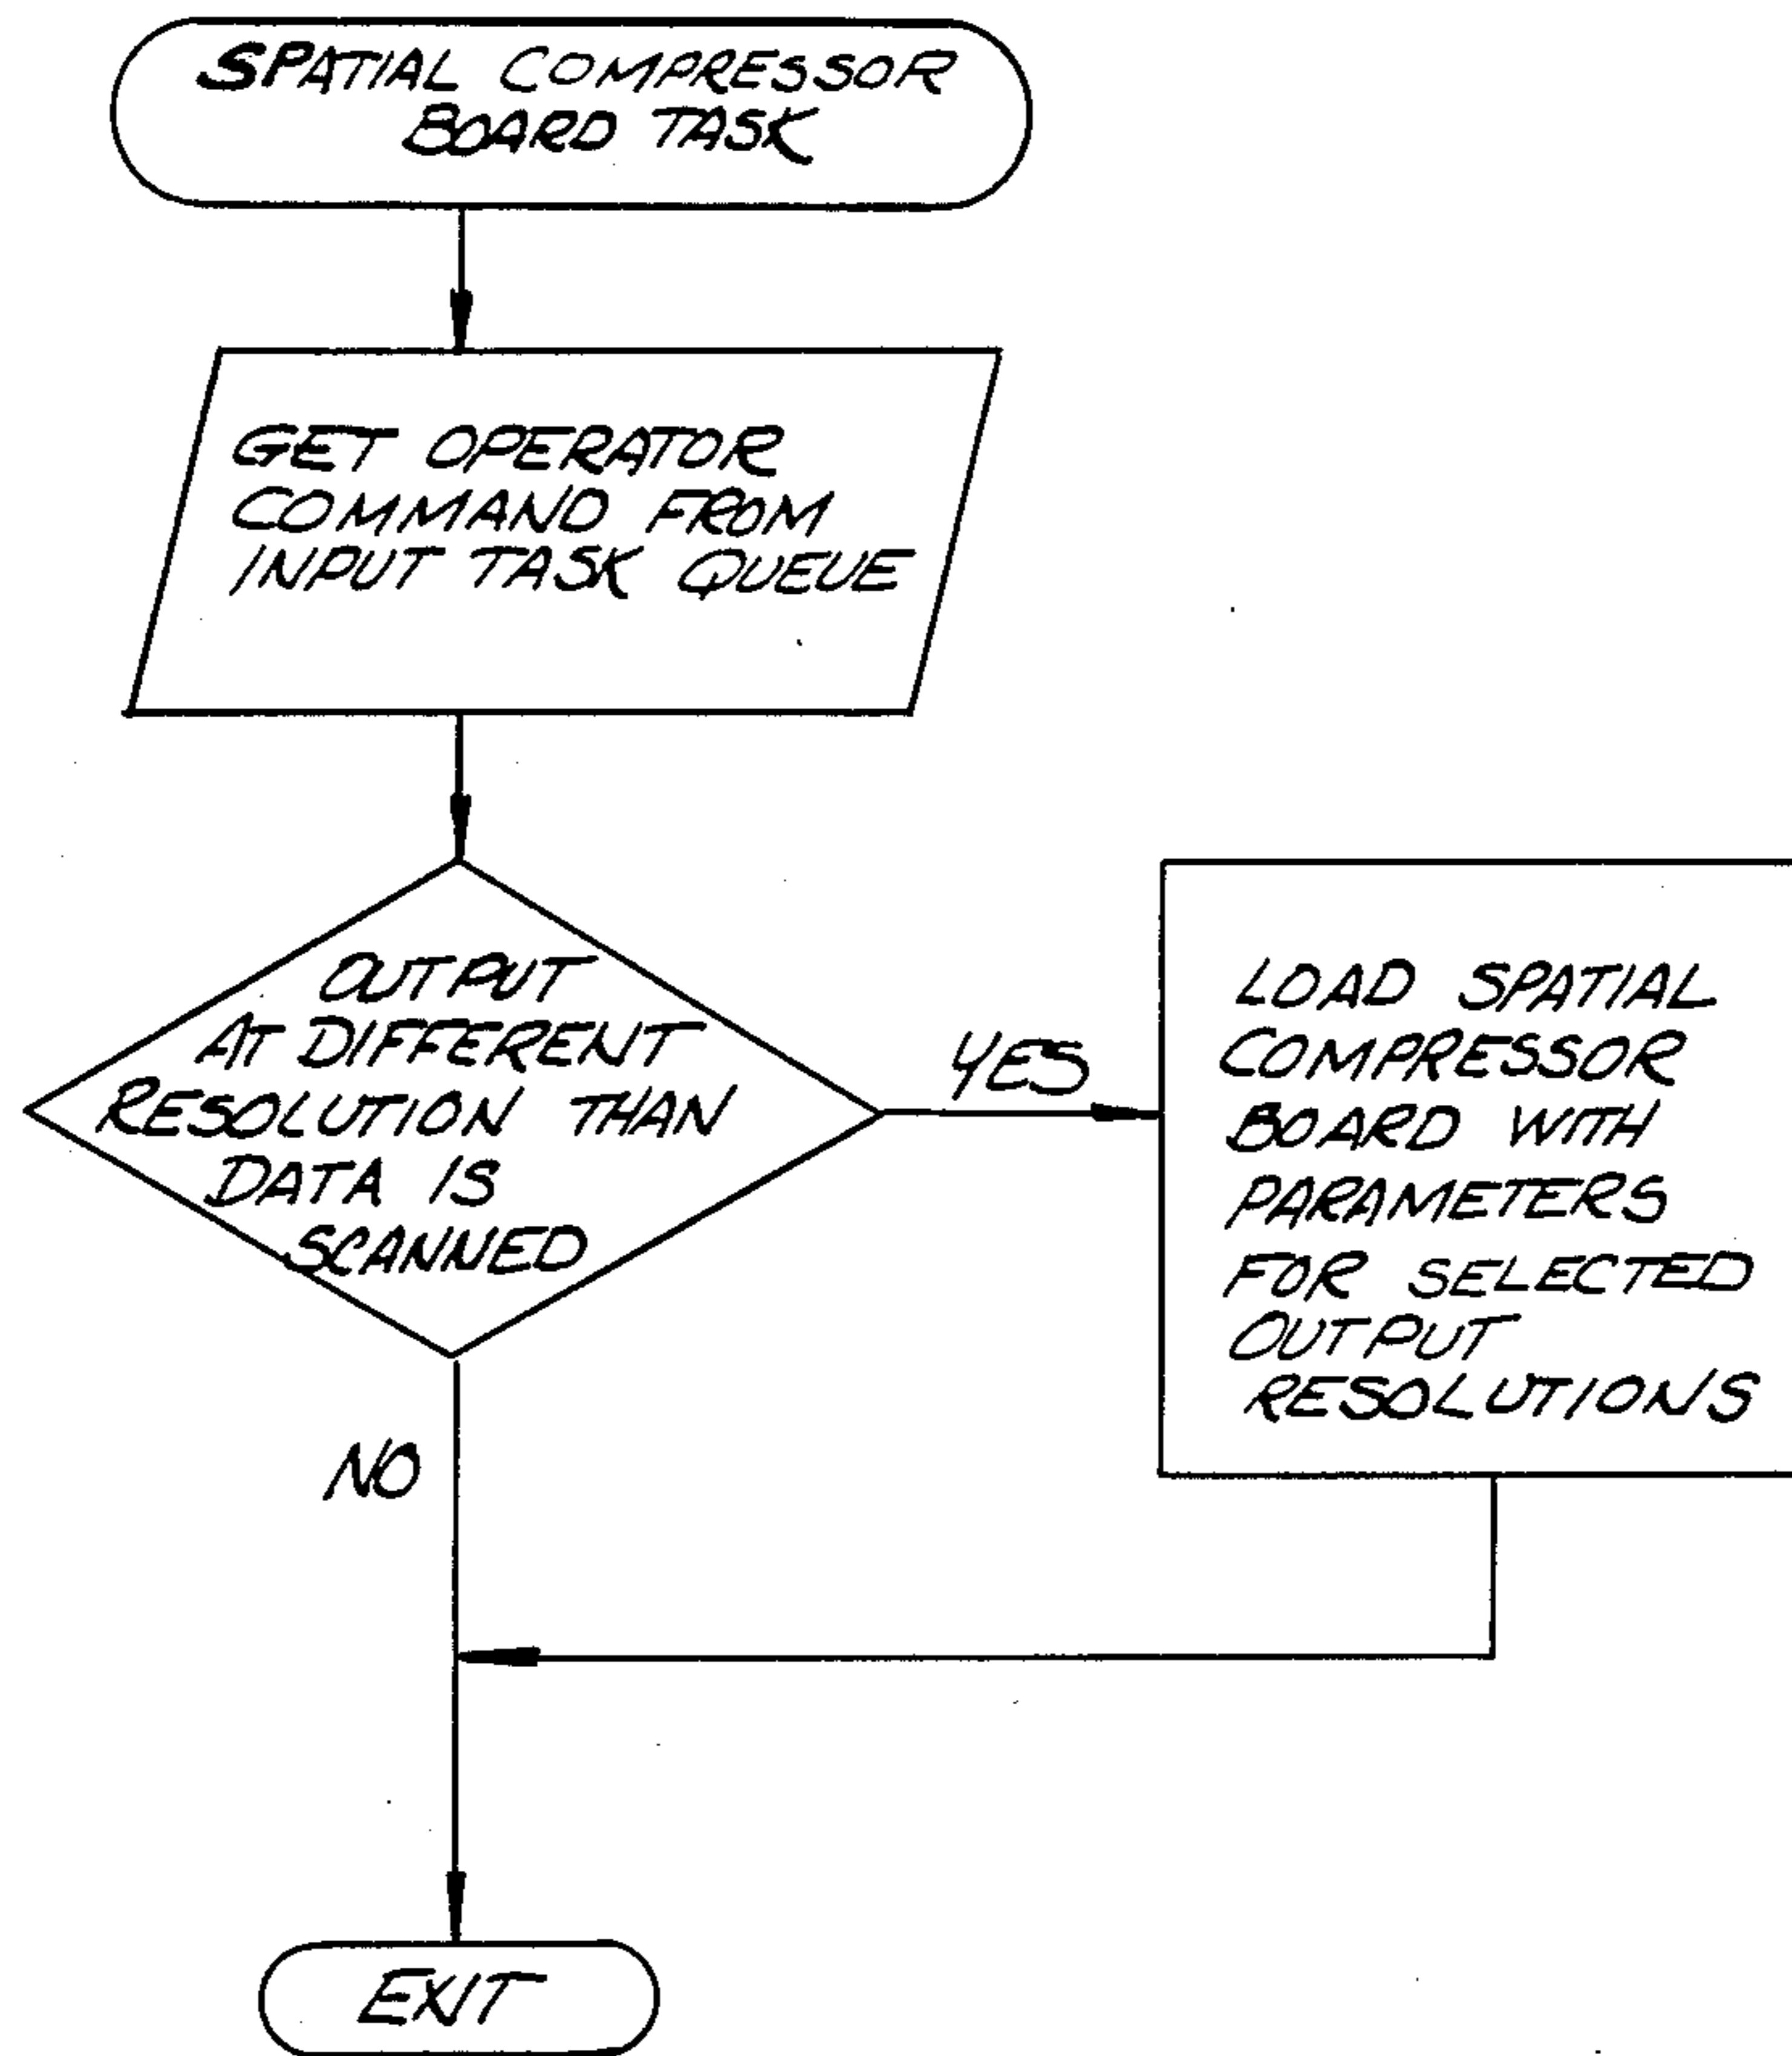 SPATIAL COMPRESSOR
BOARD TASK
GET OPERATOR
COMMAND FROM
INPUT TASK QUEUE
OUTPUT
AT DIFFERENT
RESOLUTION THAN
DATA IS
SCANNED
YES
LOAD SPATIAL
COMPRESSOR
BOARD WITH
PARAMETERS
FOR SELECTED
OUTPUT
RESOLUTIONS
NO
EXIT